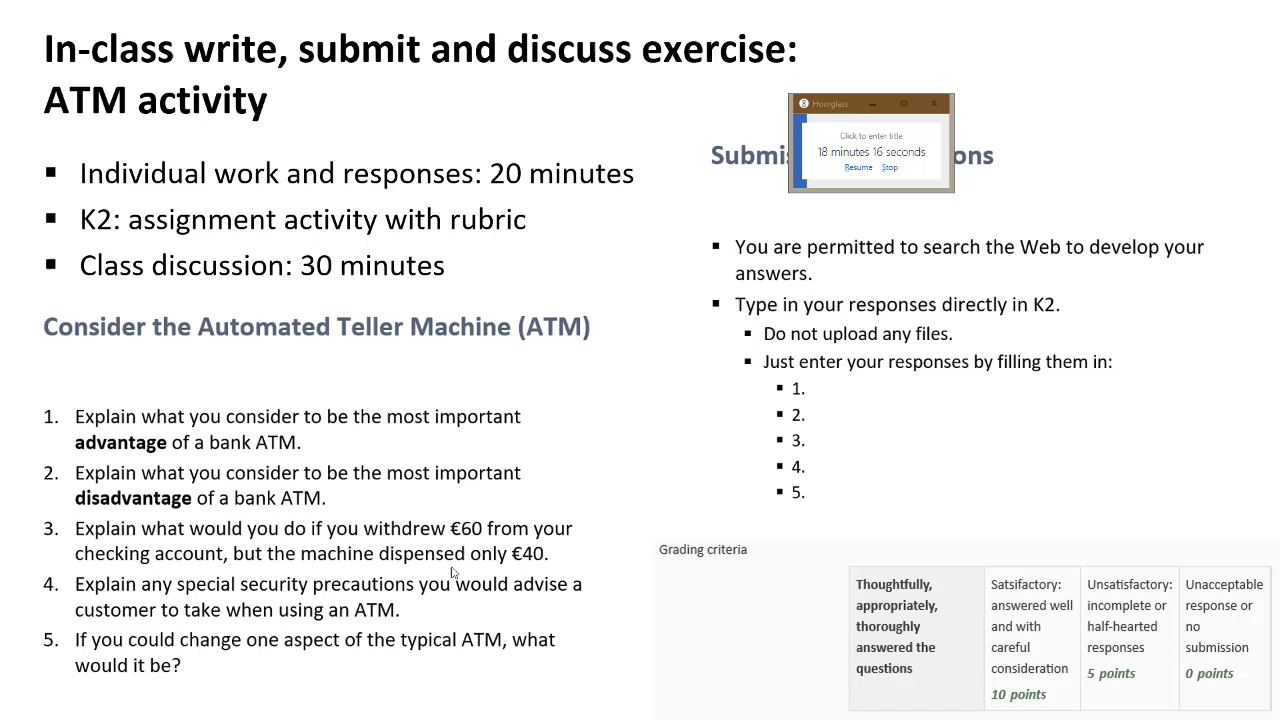 In-class write, submit and discuss exercise:
ATM activity
▪ Individual work and responses: 20 minutes
▪ K2: assignment activity with rubric
▪ Class discussion: 30 minutes
Consider the Automated Teller Machine (ATM)
1. Explain what you consider to be the most important
advantage of a bank ATM.
2. Explain what you consider to be the most important
disadvantage of a bank ATM.
3. Explain what would you do if you withdrew €60 from your
checking account, but the machine dispensed only €40.
4. Explain any special security precautions you would advise a
customer to take when using an ATM.
5. If you could change one aspect of the typical ATM, what
would it be?
Hourglass
Click to enter title
18 minutes 16 seconds
Resume Stop
▪ You are permitted to search the Web to develop your
answers.
▪ Type in your responses directly in K2.
▪ Do not upload any files.
▪ Just enter your responses by filling them in:
▪ 1.
▪ 2.
▪ 3.
▪ 4.
▪ 5.
Grading criteria
Thoughtfully,
appropriately,
thoroughly
answered the
questions
Satsifactory:
answered well
and with
careful
consideration
10 points
Unsatisfactory:
incomplete or
half-hearted
responses
5 points
Unacceptable
response or
no
submission
0 points